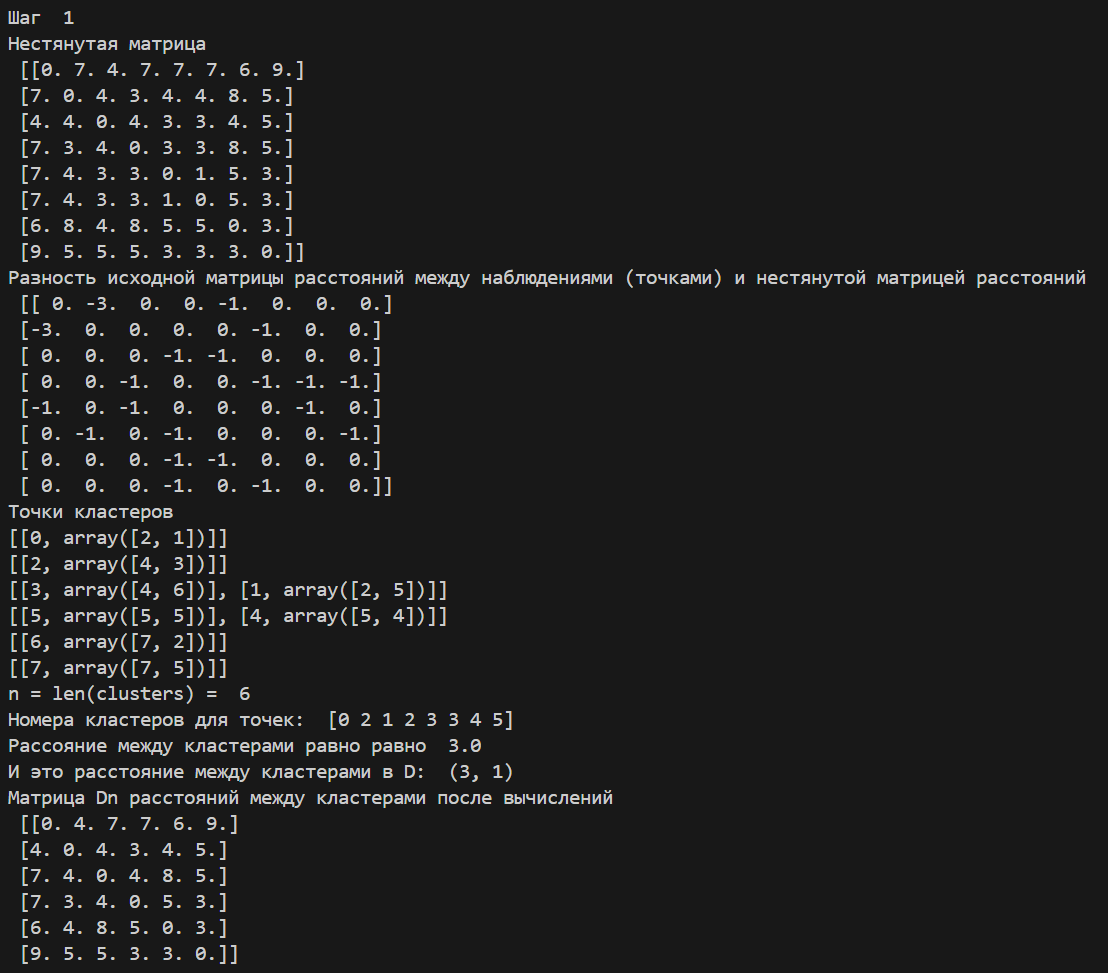 Шаг  1
Нестянутая матрица
 [[0. 7. 4. 7. 7. 7. 6. 9.]
 [7. 0. 4. 3. 4. 4. 8. 5.]
 [4. 4. 0. 4. 3. 3. 4. 5.]
 [7. 3. 4. 0. 3. 3. 8. 5.]
 [7. 4. 3. 3. 0. 1. 5. 3.]
 [7. 4. 3. 3. 1. 0. 5. 3.]
 [6. 8. 4. 8. 5. 5. 0. 3.]
 [9. 5. 5. 5. 3. 3. 3. 0.]]
Разность исходной матрицы расстояний между наблюдениями (точками) и нестянутой матрицей расстояний
 [[ 0. -3.  0.  0. -1.  0.  0.  0.]
 [-3.  0.  0.  0.  0. -1.  0.  0.]
 [ 0.  0.  0. -1. -1.  0.  0.  0.]
 [ 0.  0. -1.  0.  0. -1. -1. -1.]
 [-1.  0. -1.  0.  0.  0. -1.  0.]
 [ 0. -1.  0. -1.  0.  0.  0. -1.]
 [ 0.  0.  0. -1. -1.  0.  0.  0.]
 [ 0.  0.  0. -1.  0. -1.  0.  0.]]
Точки кластеров
[[0, array([2, 1])]]
[[2, array([4, 3])]]
[[3, array([4, 6])], [1, array([2, 5])]]
[[5, array([5, 5])], [4, array([5, 4])]]
[[6, array([7, 2])]]
[[7, array([7, 5])]]
n = len(clusters) =  6
Номера кластеров для точек:  [0 2 1 2 3 3 4 5]
Рассояние между кластерами равно равно  3.0
И это расстояние между кластерами в D:  (3, 1)
Матрица Dn расстояний между кластерами после вычислений
 [[0. 4. 7. 7. 6. 9.]
 [4. 0. 4. 3. 4. 5.]
 [7. 4. 0. 4. 8. 5.]
 [7. 3. 4. 0. 5. 3.]
 [6. 4. 8. 5. 0. 3.]
 [9. 5. 5. 3. 3. 0.]]